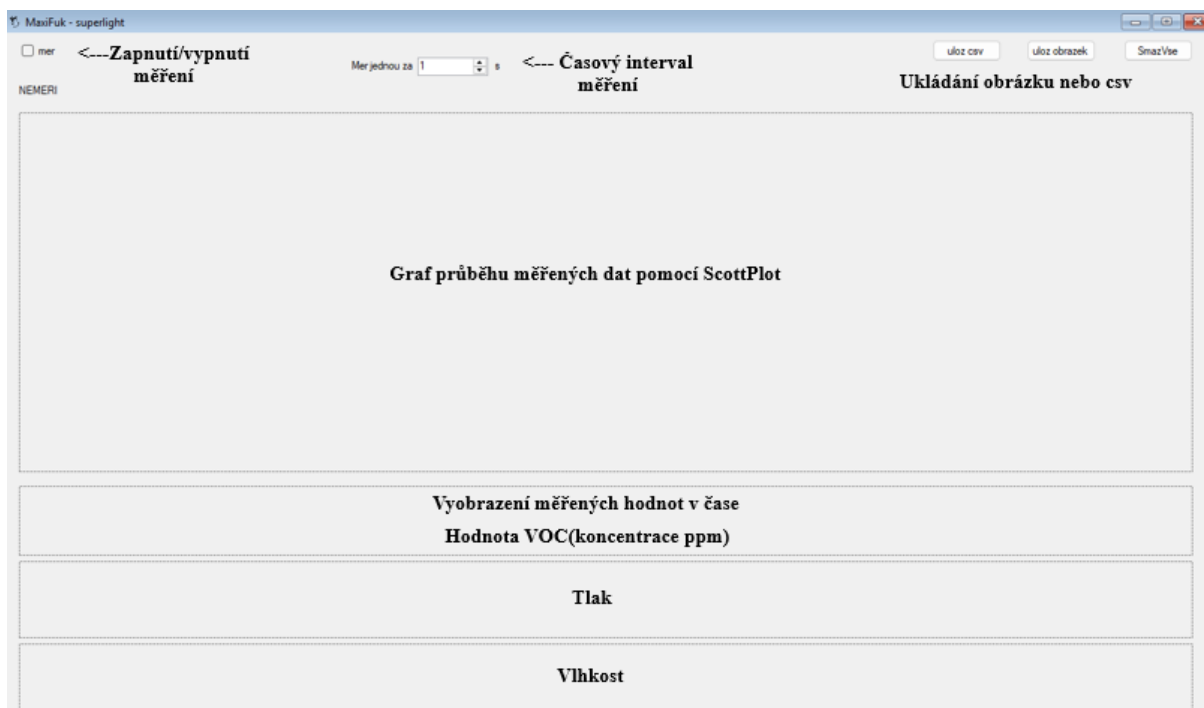 MaxiFuk - superlight
mer
<---Zapnutí/vypnutí
měření
Mer jednou za 1 s
<--- Časový interval
měření
uloz csv
uloz obrazek
SmazVse
Ukládání obrázku nebo csv
NEMERI
Graf průběhu měřených dat pomocí ScottPlot
Vyobrazení měřených hodnot v čase
Hodnota VOC(koncentrace ppm)
Tlak
Vlhkost